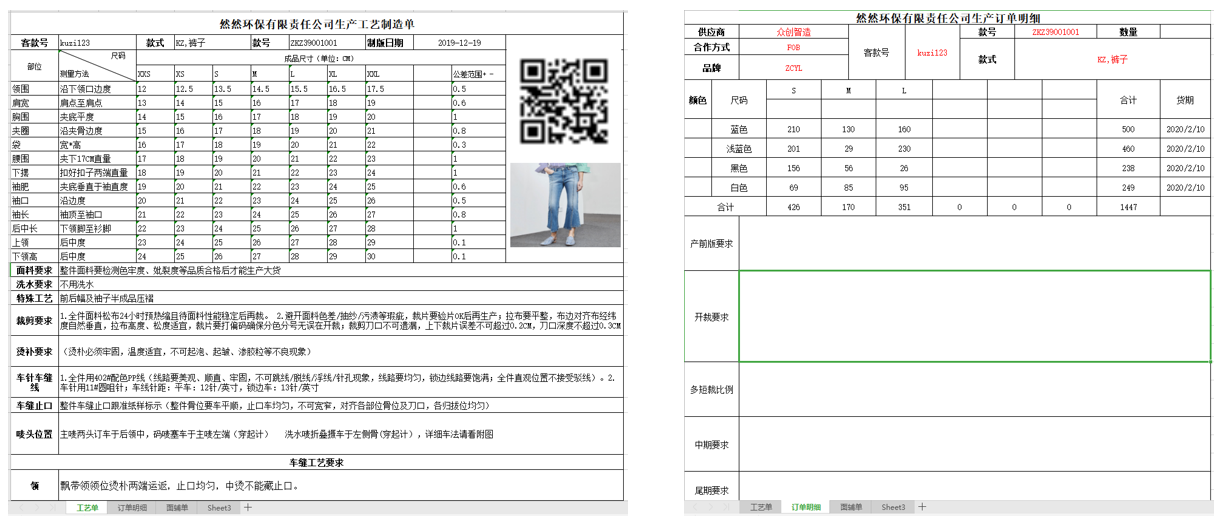 然然环保有限责任公司生产工艺制造单
客款号 kuzi123 款式 KZ,裤子 款号 ZKZ39001001 制版日期 2019-12-19
部位 尺码 测量方法 成品尺寸（单位：CM）
XXS XS S M L XL XXL 公差范围+ -
领围 沿下领口边度 12 12.5 13.5 14.5 15.5 16.5 17.5 0.5
肩宽 肩点至肩点 13 14 15 16 17 18 19 0.6
胸围 夹底平度 14 15 16 17 18 19 20 1
夹圈 沿夹骨边度 15 16 17 18 19 20 21 0.8
袋 宽*高 16 17 18 19 20 21 22 0.3
腰围 夹下17CM直量 17 18 19 20 21 22 23 1
下摆 扣好扣子两端直量 18 19 20 21 22 23 24 1
袖肥 夹底垂直于袖直度 19 20 21 22 23 24 25 0.6
袖口 沿边度 20 21 22 23 24 25 26 0.5
袖长 袖顶至袖口 21 22 23 24 25 26 27 0.8
后中长 下领脚至衫脚 22 23 24 25 26 27 28 1
上领 后中度 23 24 25 26 27 28 29 0.1
下领高 后中度 24 25 26 27 28 29 30 0.1
面料要求 整件面料要检测色牢度、纰裂度等品质合格后才能生产大货
洗水要求 不用洗水
特殊工艺 前后幅及袖子半成品压褶
裁剪要求 1.全件面料松布24小时预热缩且待面料性能稳定后再裁。 2.避开面料色差/抽纱/污渍等瑕疵，裁片要验片OK后再生产；拉布要平整，布边对齐布经纬
度自然垂直，拉布高度、松度适宜，裁片要打编码确保分色分号无误在开裁；裁剪刀口不可遗漏，上下裁片误差不可超过0.2CM，刀口深度不超过0.3CM
烫补要求 （烫朴必须牢固，温度适宜，不可起泡、起皱、渗胶粒等不良现象）
车针车缝线 1.全件用402#配色PP线（线路要美观、顺直、牢固，不可跳线/脱线/浮线/针孔现象，线路要均匀，锁边线路要饱满；全件直观位置不接受驳线）。2.
车针用11#圆咀针；车线针距：平车：12针/英寸，锁边车：13针/英寸
车缝止口 整件车缝止口跟准纸样标示（整件骨位要车平顺，止口车均匀，不可宽窄，对齐各部位骨位及刀口，各归拔位均匀）
唛头位置 主唛两头订车于后领中，码唛塞车于主唛左端（穿起计） 洗水唛折叠摄车于左侧骨(穿起计)，详细车法请看附图
车缝工艺要求
领 飘带领领位烫朴两端运返，止口均匀，中烫不能藏止口。
工艺单 订单明细 面辅单 Sheet3 +
然然环保有限责任公司生产订单明细
供应商 众创智造 客款号 kuzi123 款号 ZKZ39001001 数量
合作方式 FOB 款式 KZ,裤子
品牌 ZCYL
颜色 尺码 S M L 合计 货期
蓝色 210 130 160 500 2020/2/10
浅蓝色 201 29 230 460 2020/2/10
黑色 156 56 26 238 2020/2/10
白色 69 85 95 249 2020/2/10
合计 426 170 351 0 0 0 1447
产前版要求
开裁要求
多短裁比例
中期要求
尾期要求
工艺单 订单明细 面辅单 Sheet3 +